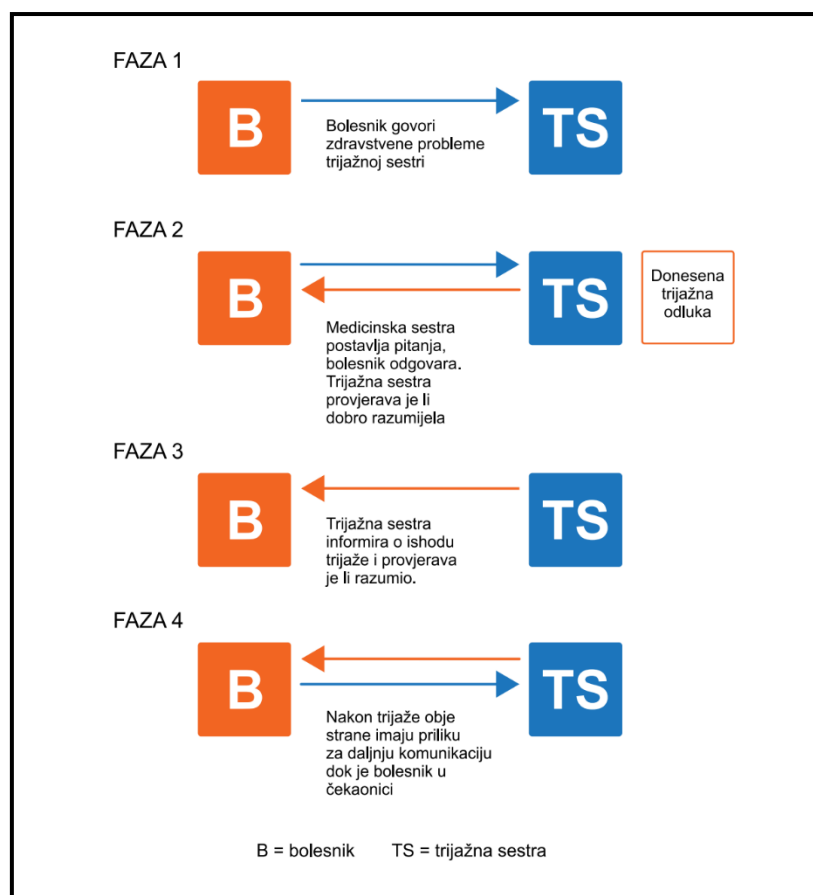 FAZA 1
B
TS
Bolesnik govori
zdravstvene probleme
trijažnoj sestri
FAZA 2
B
TS
Donesena
trijažna
odluka
Medicinska sestra
postavlja pitanja,
bolesnik odgovara.
Trijažna sestra
provjerava je li
dobro razumijela
FAZA 3
B
TS
Trijažna sestra
informira o ishodu
trijaže i provjerava
je li razumio.
FAZA 4
B
TS
Nakon trijaže obje
strane imaju priliku
za daljnju komunikaciju
dok je bolesnik u
čekaonici
B = bolesnik TS = trijažna sestra